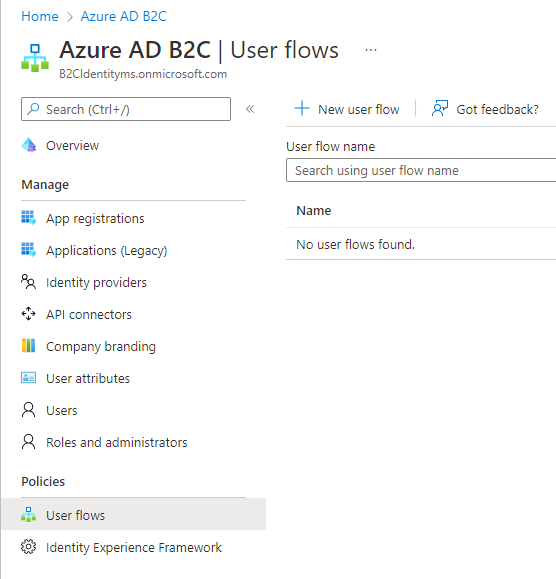 Home > Azure AD B2C >
Azure AD B2C | User flows ...
B2CIdentityms.onmicrosoft.com
Search (Ctrl+/)
«
+ New user flow
Got feedback?
Overview
User flow name
Search using user flow name
Manage
Name
App registrations
No user flows found.
Applications (Legacy)
Identity providers
API connectors
Company branding
User attributes
Users
Roles and administrators
Policies
User flows
Identity Experience Framework